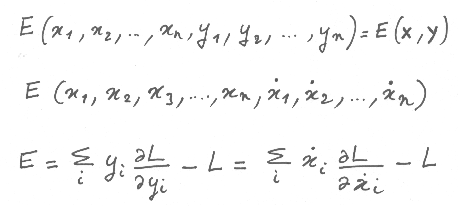 E (x₁, x₂, .., xₙ, y₁, y₂, ..., yₙ) = E (x, y)
E (x₁, x₂, x₃, ..., xₙ, ẋ₁, ẋ₂, ..., ẋₙ)
E = Σᵢ yᵢ ∂L/∂yᵢ - L = Σᵢ ẋᵢ ∂L/∂ẋᵢ - L